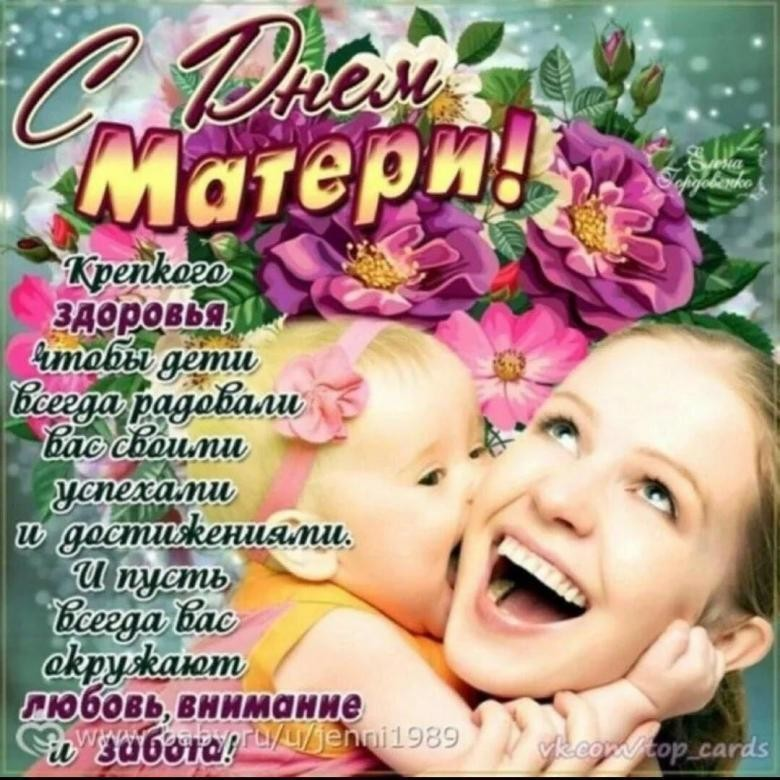 С Днем
Матери!
Елена
Гордовенко
Крепкого
здоровья,
чтобы дети
всегда радовали
вас своими
успехами
и достижениями.
И пусть
всегда вас
окружают
любовь, внимание
и забота!
www.baby.ru/u/jenni1989
vk.com/top_cards